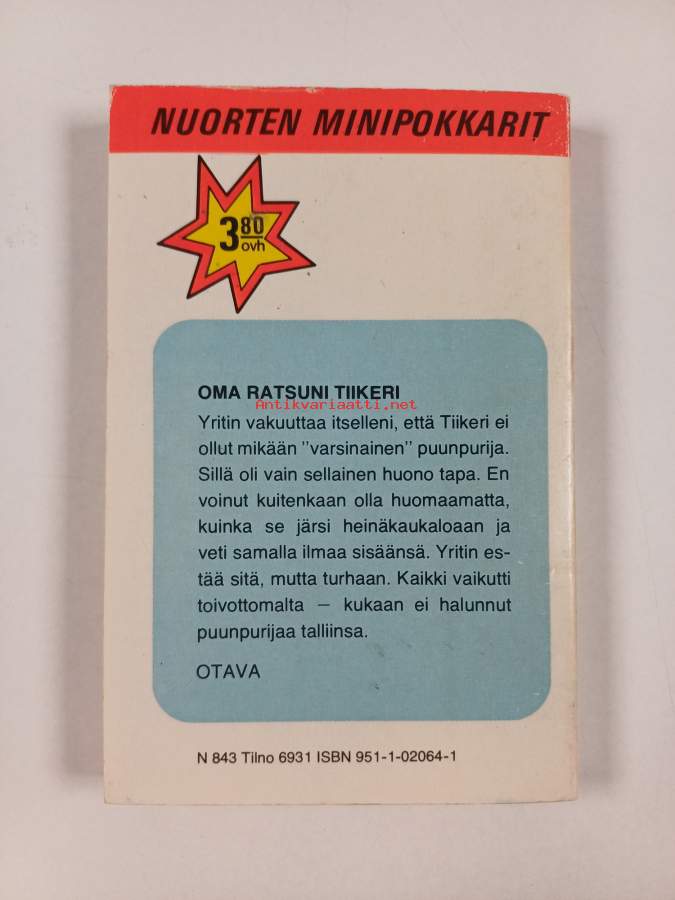 NUORTEN MINIPOKKARIT
3 80
ovh
OMA RATSUNI TIIKERI
Antikvariaatti.net
Yritin vakuuttaa itselleni, että Tiikeri ei
ollut mikään "varsinainen" puunpurija.
Sillä oli vain sellainen huono tapa. En
voinut kuitenkaan olla huomaamatta,
kuinka se järsi heinäkaukaloaan ja
veti samalla ilmaa sisäänsä. Yritin es-
tää sitä, mutta turhaan. Kaikki vaikutti
toivottomalta – kukaan ei halunnut
puunpurijaa talliinsa.
OTAVA
N 843 Tilno 6931 ISBN 951-1-02064-1